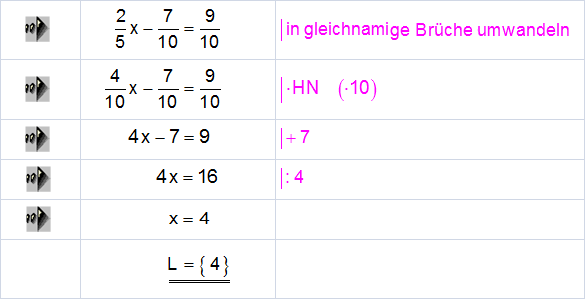 2/5 x − 7/10 = 9/10 | in gleichnamige Brüche umwandeln
4/10 x − 7/10 = 9/10 | ·HN (·10)
4x − 7 = 9 | + 7
4x = 16 | : 4
x = 4
L = { 4 }